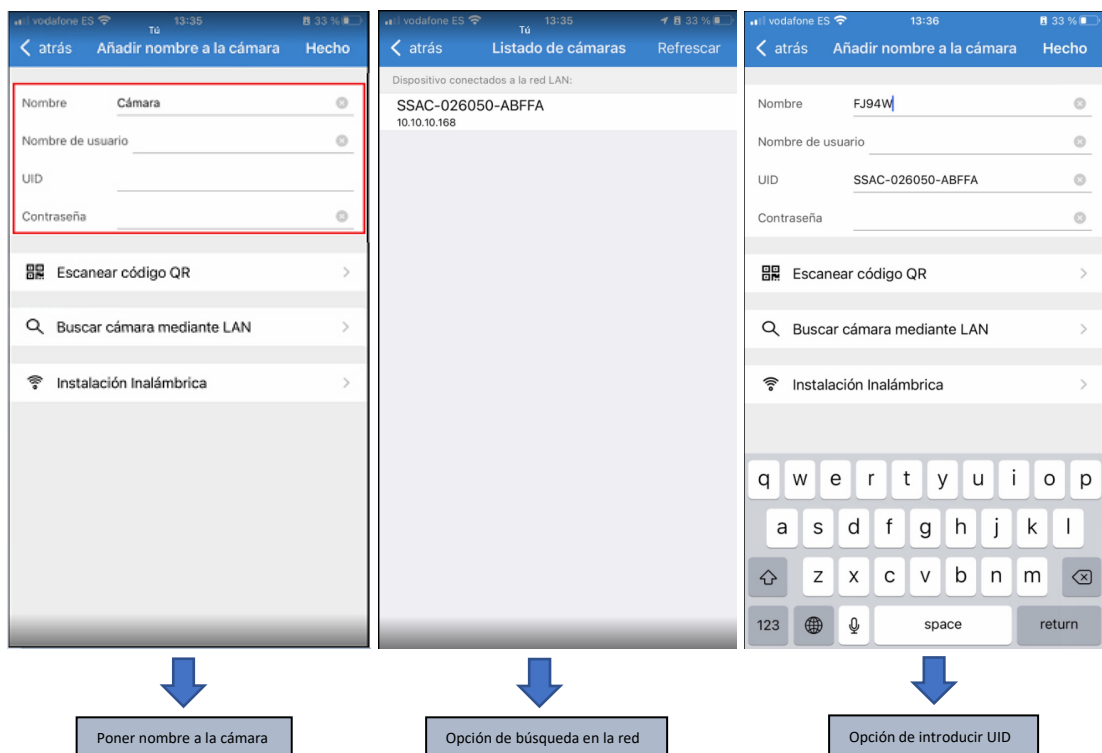 vodafone ES 13:35 33 %
Tú
atrás Añadir nombre a la cámara Hecho
Nombre Cámara
Nombre de usuario
UID
Contraseña
Escanear código QR
Buscar cámara mediante LAN
Instalación Inalámbrica
Poner nombre a la cámara
vodafone ES 13:35 33 %
Tú
atrás Listado de cámaras Refrescar
Dispositivo conectados a la red LAN:
SSAC-026050-ABFFA
10.10.10.168
Opción de búsqueda en la red
vodafone ES 13:36 33 %
atrás Añadir nombre a la cámara Hecho
Nombre FJ94W
Nombre de usuario
UID SSAC-026050-ABFFA
Contraseña
Escanear código QR
Buscar cámara mediante LAN
Instalación Inalámbrica
q w e r t y u i o p
a s d f g h j k l
z x c v b n m
123 space return
Opción de introducir UID